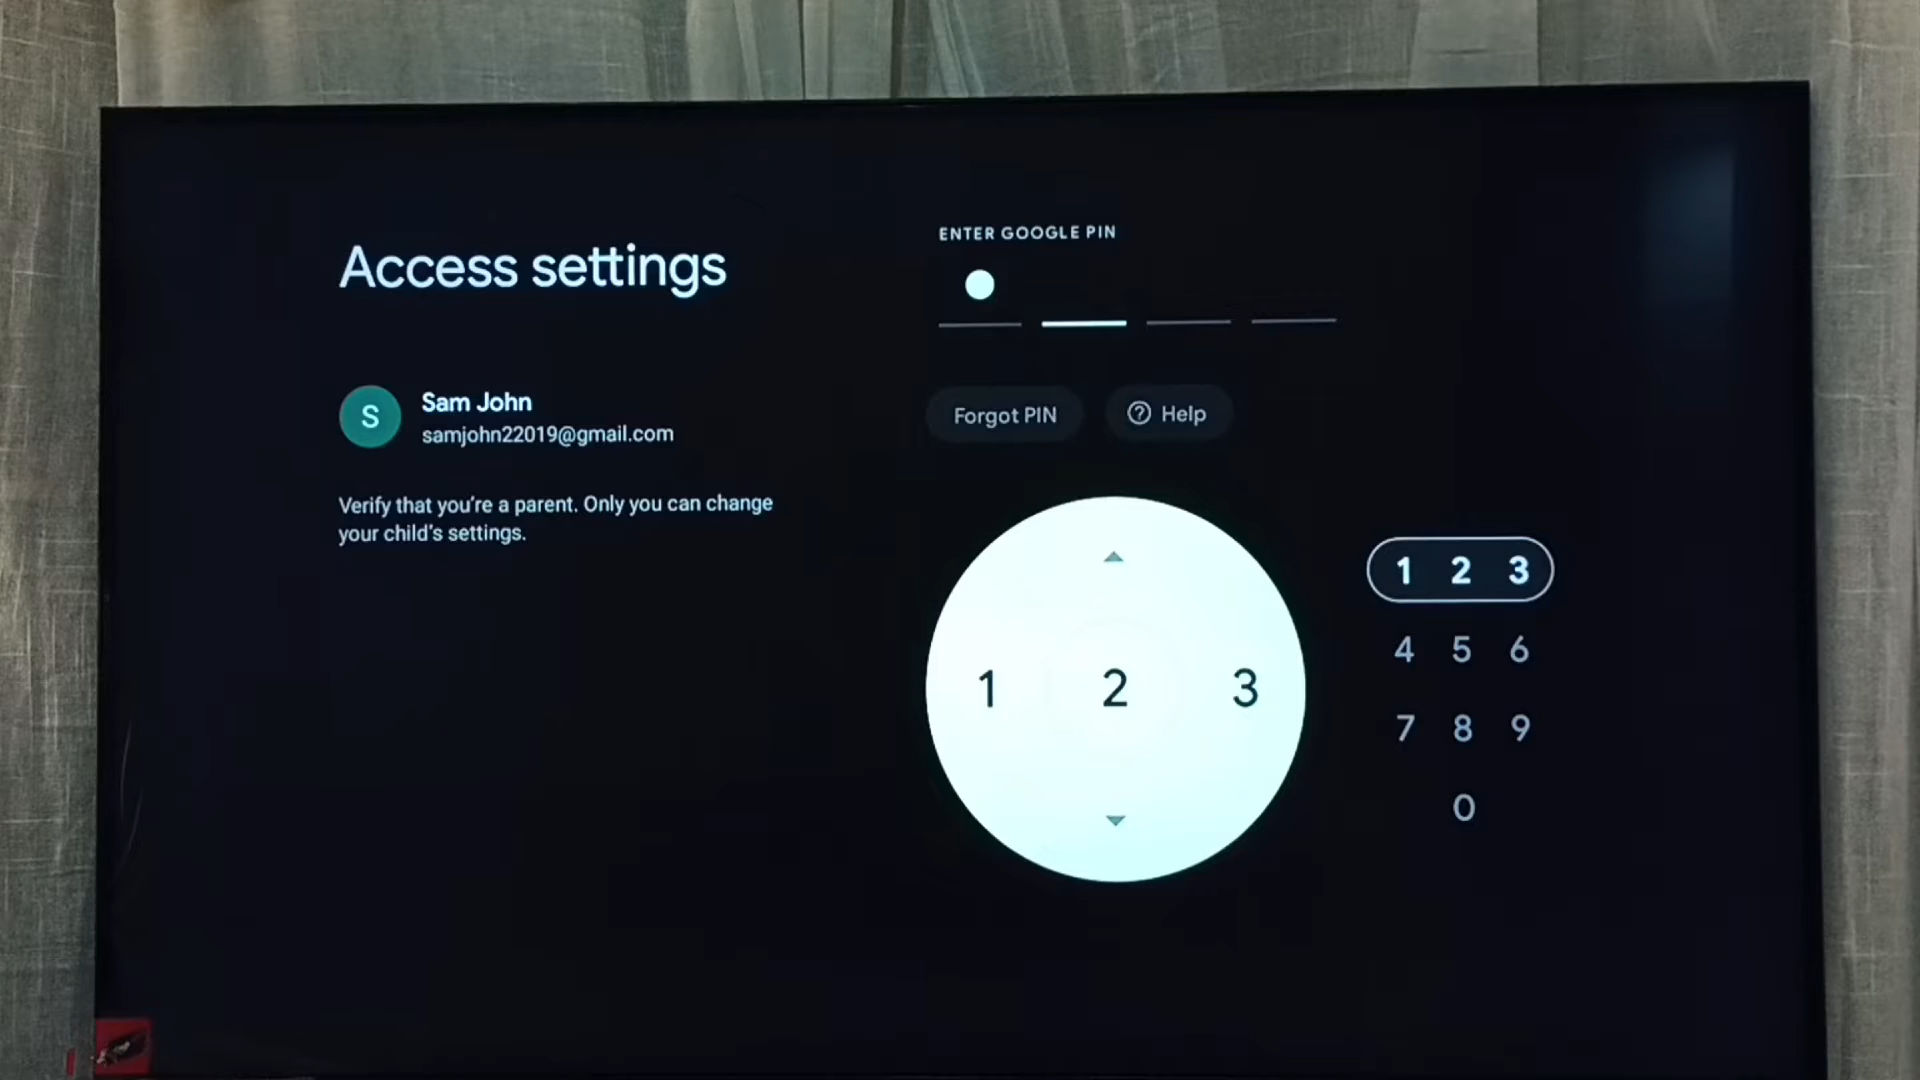 Access settings
S
Sam John
samjohn22019@gmail.com
Verify that you're a parent. Only you can change
your child's settings.
ENTER GOOGLE PIN
Forgot PIN
Help
1 2 3
1 2 3
4 5 6
7 8 9
0